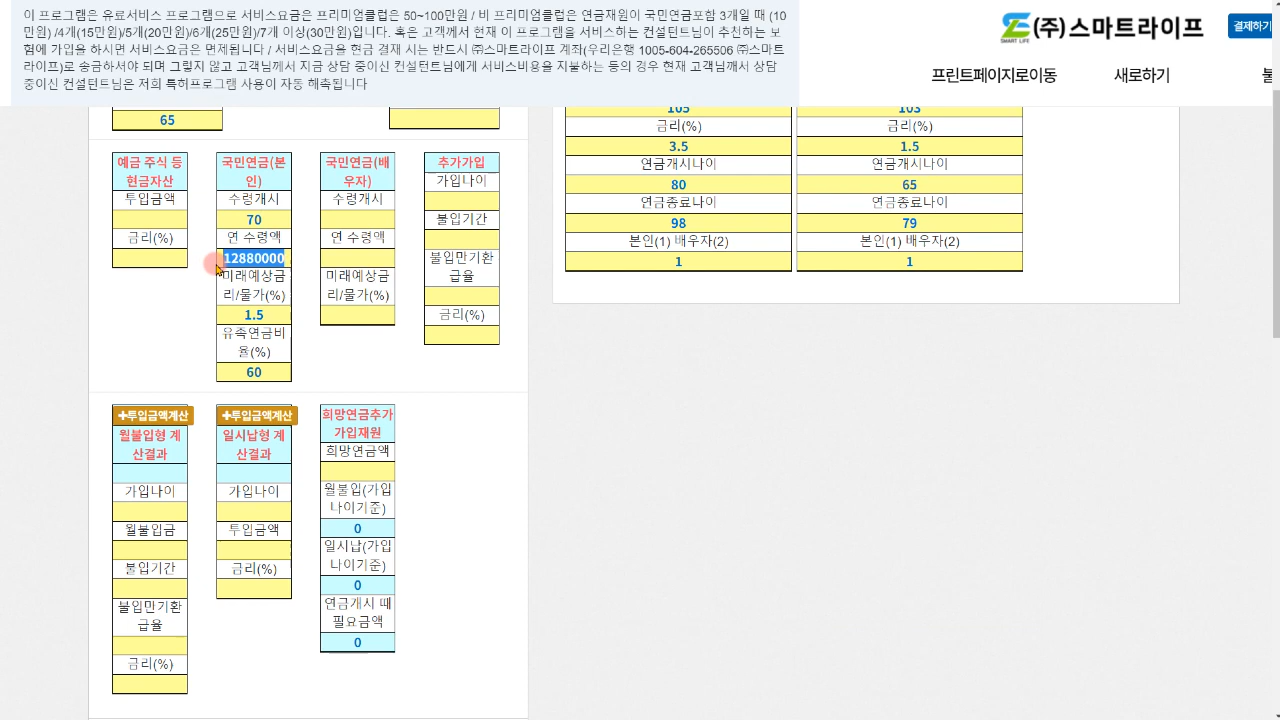 이 프로그램은 유료서비스 프로그램으로 서비스요금은 프리미엄클럽은 50~100만원 / 비 프리미엄클럽은 연금재원이 국민연금포함 3개일 때 (10
만원) /4개(15만원)/5개(20만원)/6개(25만원)/7개 이상(30만원)입니다. 혹은 고객께서 현재 이 프로그램을 서비스하는 컨설턴트님이 추천하는 보
험에 가입을 하시면 서비스요금은 면제됩니다 / 서비스요금의 현금 결제 시는 반드시 ㈜스마트라이프 계좌(우리은행 1005-604-265500 ㈜스마트
라이프)로 송금하셔야 되며 그렇지 않고 고객님께서 지금 상담 중이신 컨설턴트님에게 서비스비용을 지불하는 등의 경우 현재 고객님께서 상담
중이신 컨설턴트님은 저희 특허프로그램 사용이 자동 해촉됩니다
SMART LIFE
(주)스마트라이프
결제하기
프린트페이지로이동
새로하기
불
65
예금 주식 등
현금자산
투입금액
금리(%)
국민연금(본
인)
수령개시
70
연 수령액
12880000
미래예상금
리/물가(%)
1.5
유족연금비
율(%)
60
국민연금(배
우자)
수령개시
연 수령액
미래예상금
리/물가(%)
추가가입
가입나이
불입기간
불입만기환
급율
금리(%)
105
금리(%)
3.5
연금개시나이
80
연금종료나이
98
본인(1) 배우자(2)
1
103
금리(%)
1.5
연금개시나이
65
연금종료나이
79
본인(1) 배우자(2)
1
✚투입금액계산
월불입형 계
산결과
가입나이
월불입금
불입기간
불입만기환
급율
금리(%)
✚투입금액계산
일시납형 계
산결과
가입나이
투입금액
금리(%)
희망연금추가
가입재원
희망연금액
월불입(가입
나이기준)
0
일시납(가입
나이기준)
0
연금개시 때
필요금액
0